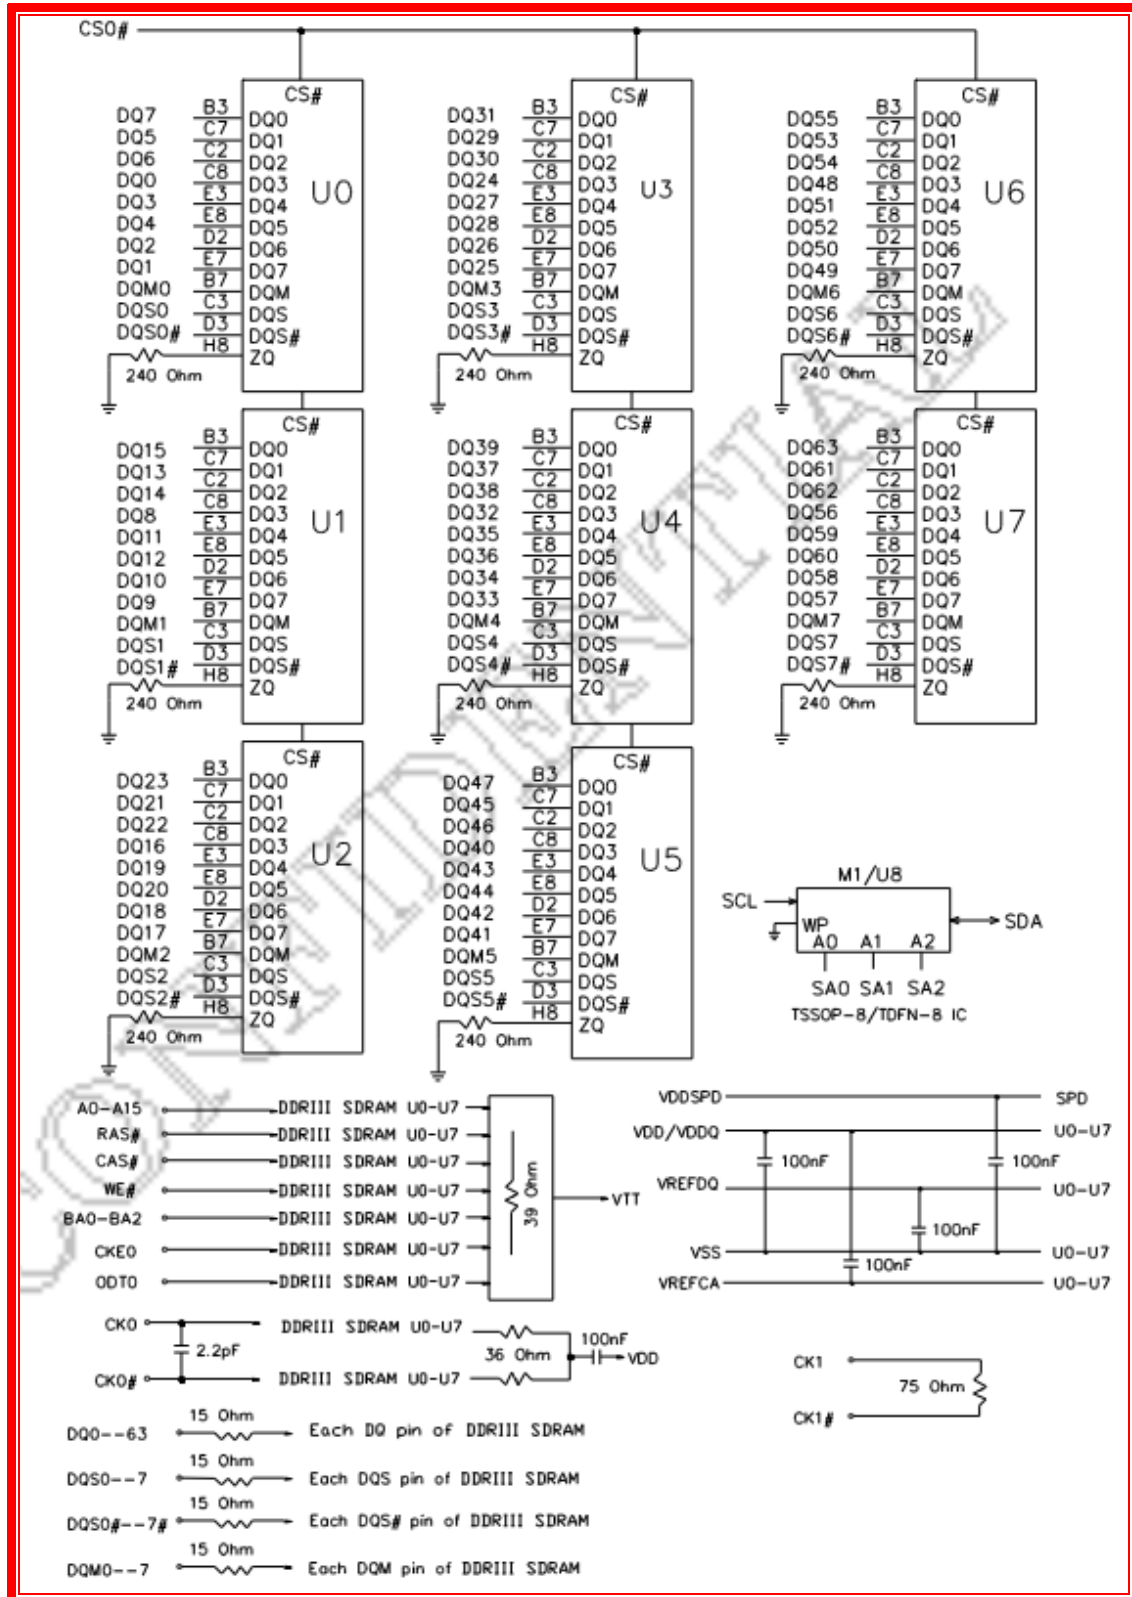 CS0#
CS#
U0
DQ7 B3 DQ0
DQ5 C7 DQ1
DQ6 C2 DQ2
DQ0 C8 DQ3
DQ3 E3 DQ4
DQ4 E8 DQ5
DQ2 D2 DQ6
DQ1 E7 DQ7
DQM0 B7 DQM
DQS0 C3 DQS
DQS0# D3 DQS#
H8 ZQ
240 Ohm
CS#
U3
DQ31 B3 DQ0
DQ29 C7 DQ1
DQ30 C2 DQ2
DQ24 C8 DQ3
DQ27 E3 DQ4
DQ28 E8 DQ5
DQ26 D2 DQ6
DQ25 E7 DQ7
DQM3 B7 DQM
DQS3 C3 DQS
DQS3# D3 DQS#
H8 ZQ
240 Ohm
CS#
U6
DQ55 B3 DQ0
DQ53 C7 DQ1
DQ54 C2 DQ2
DQ48 C8 DQ3
DQ51 E3 DQ4
DQ52 E8 DQ5
DQ50 D2 DQ6
DQ49 E7 DQ7
DQM6 B7 DQM
DQS6 C3 DQS
DQS6# D3 DQS#
H8 ZQ
240 Ohm
CS#
U1
DQ15 B3 DQ0
DQ13 C7 DQ1
DQ14 C2 DQ2
DQ8 C8 DQ3
DQ11 E3 DQ4
DQ12 E8 DQ5
DQ10 D2 DQ6
DQ9 E7 DQ7
DQM1 B7 DQM
DQS1 C3 DQS
DQS1# D3 DQS#
H8 ZQ
240 Ohm
CS#
U4
DQ39 B3 DQ0
DQ37 C7 DQ1
DQ38 C2 DQ2
DQ32 C8 DQ3
DQ35 E3 DQ4
DQ36 E8 DQ5
DQ34 D2 DQ6
DQ33 E7 DQ7
DQM4 B7 DQM
DQS4 C3 DQS
DQS4# D3 DQS#
H8 ZQ
240 Ohm
CS#
U7
DQ63 B3 DQ0
DQ61 C7 DQ1
DQ62 C2 DQ2
DQ56 C8 DQ3
DQ59 E3 DQ4
DQ60 E8 DQ5
DQ58 D2 DQ6
DQ57 E7 DQ7
DQM7 B7 DQM
DQS7 C3 DQS
DQS7# D3 DQS#
H8 ZQ
240 Ohm
CS#
U2
DQ23 B3 DQ0
DQ21 C7 DQ1
DQ22 C2 DQ2
DQ16 C8 DQ3
DQ19 E3 DQ4
DQ20 E8 DQ5
DQ18 D2 DQ6
DQ17 E7 DQ7
DQM2 B7 DQM
DQS2 C3 DQS
DQS2# D3 DQS#
H8 ZQ
240 Ohm
CS#
U5
DQ47 B3 DQ0
DQ45 C7 DQ1
DQ46 C2 DQ2
DQ40 C8 DQ3
DQ43 E3 DQ4
DQ44 E8 DQ5
DQ42 D2 DQ6
DQ41 E7 DQ7
DQM5 B7 DQM
DQS5 C3 DQS
DQS5# D3 DQS#
H8 ZQ
240 Ohm
M1/U8
SCL
WP
SDA
A0 A1 A2
SA0 SA1 SA2
TSSOP-8/TDFN-8 IC
A0-A15 DDRIII SDRAM U0-U7
RAS# DDRIII SDRAM U0-U7
CAS# DDRIII SDRAM U0-U7
WE# DDRIII SDRAM U0-U7
BA0-BA2 DDRIII SDRAM U0-U7
CKE0 DDRIII SDRAM U0-U7
ODT0 DDRIII SDRAM U0-U7
39 Ohm
VTT
VDDSPD SPD
VDD/VDDQ U0-U7
100nF 100nF
VREFDQ U0-U7
100nF
VSS U0-U7
100nF
VREFCA U0-U7
CK0 DDRIII SDRAM U0-U7
2.2pF
36 Ohm
100nF
VDD
CK0# DDRIII SDRAM U0-U7
CK1
75 Ohm
CK1#
15 Ohm
DQ0--63 Each DQ pin of DDRIII SDRAM
15 Ohm
DQS0--7 Each DQS pin of DDRIII SDRAM
15 Ohm
DQS0#--7# Each DQS# pin of DDRIII SDRAM
15 Ohm
DQM0--7 Each DQM pin of DDRIII SDRAM
CONFIDENTIAL